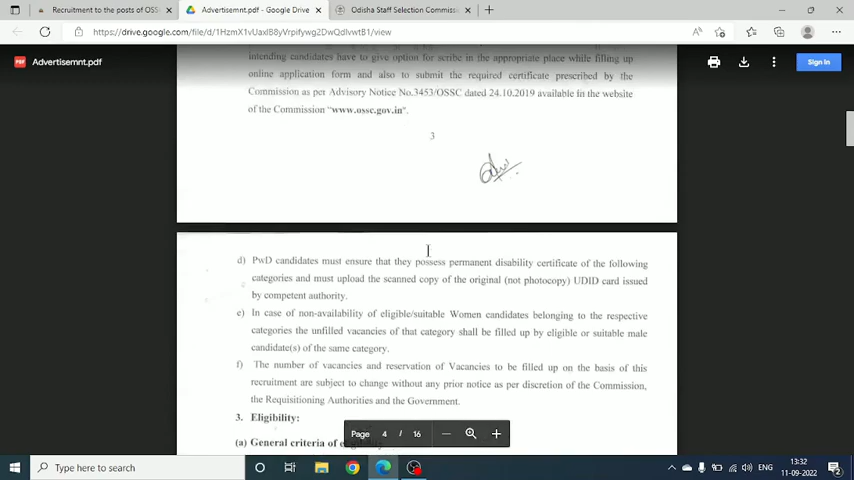 Recruitment to the posts of OSS
Advertisemnt.pdf - Google Drive
Odisha Staff Selection Commissi
https://drive.google.com/file/d/1HzmX1vUaxlB8yVrpifywg2DwQdIvwtB1/view
PDF Advertisemnt.pdf
Sign in
intending candidates have to give option for scribe in the appropriate place while filling up
online application form and also to submit the required certificate prescribed by the
Commission as per Advisory Notice No.3453/OSSC dated 24.10.2019 available in the website
of the Commission "www.ossc.gov.in".
3
d) PwD candidates must ensure that they possess permanent disability certificate of the following
categories and must upload the scanned copy of the original (not photocopy) UDID card issued
by competent authority.
e) In case of non-availability of eligible/suitable Women candidates belonging to the respective
categories the unfilled vacancies of that category shall be filled up by eligible or suitable male
candidate(s) of the same category.
f) The number of vacancies and reservation of Vacancies to be filled up on the basis of this
recruitment are subject to change without any prior notice as per discretion of the Commission,
the Requisitioning Authorities and the Government.
3. Eligibility:
(a) General criteria of
Page 4 / 16
Type here to search
ENG
13:32
11-09-2022
2